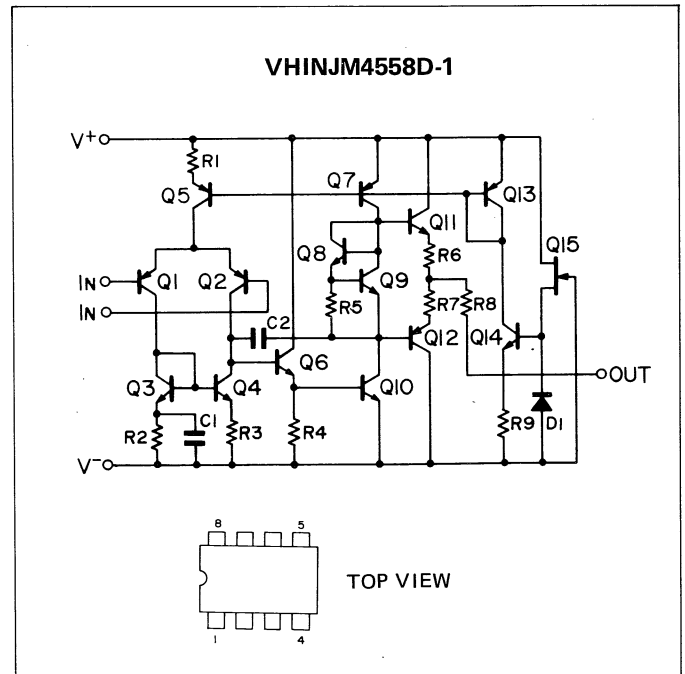 VHINJM4558D-1
V+
R1
Q5
Q7
Q13
Q11
Q15
Q8
R6
IN
Q1
Q2
Q9
IN
R5
R7
R8
C2
Q12
Q14
Q6
Q3
Q4
Q10
OUT
C1
R2
R3
R4
R9
D1
V-
8
5
TOP VIEW
1
4